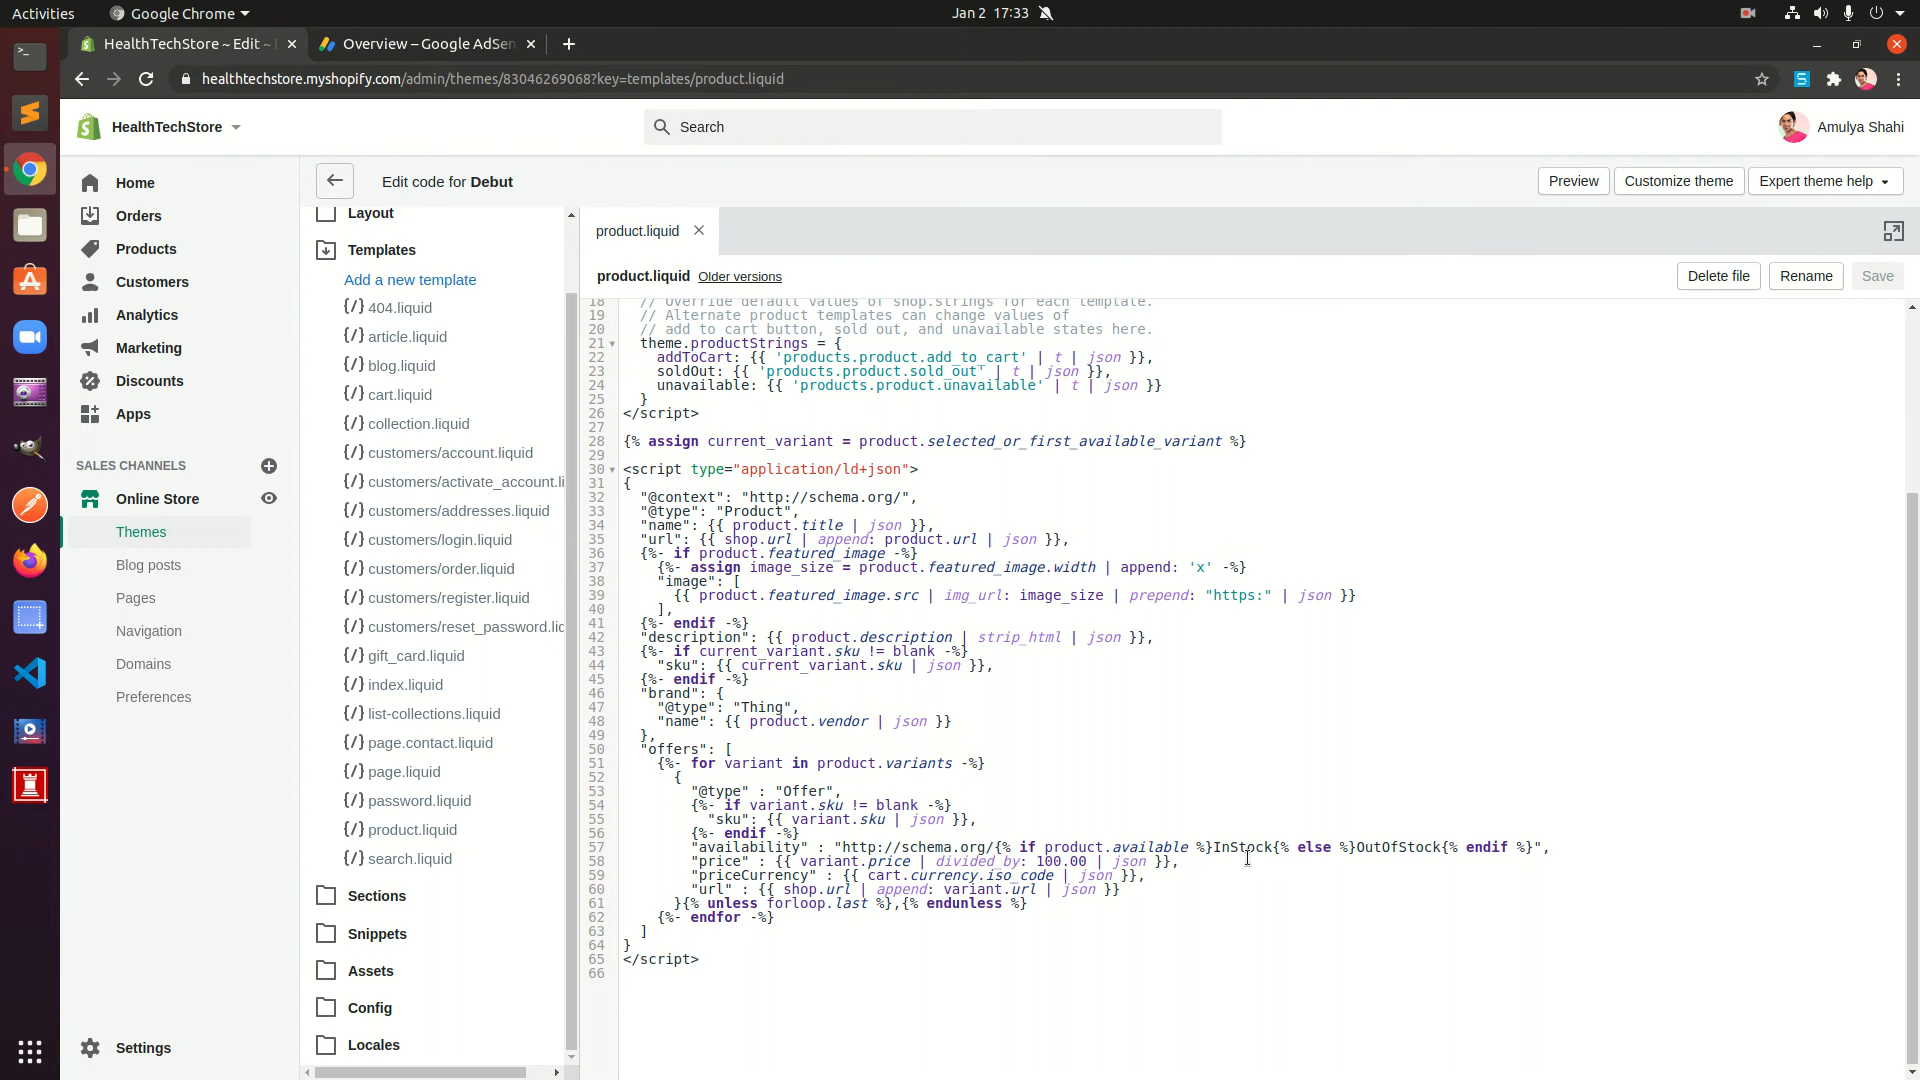 Activities
Google Chrome
Jan 2 17:33
HealthTechStore ~ Edit ~
Overview – Google AdSen
healthtechstore.myshopify.com/admin/themes/83046269068?key=templates/product.liquid
HealthTechStore
Search
Amulya Shahi
Home
Orders
Products
Customers
Analytics
Marketing
Discounts
Apps
SALES CHANNELS
Online Store
Themes
Blog posts
Pages
Navigation
Domains
Preferences
Settings
Edit code for Debut
Preview
Customize theme
Expert theme help
Layout
Templates
Add a new template
{/} 404.liquid
{/} article.liquid
{/} blog.liquid
{/} cart.liquid
{/} collection.liquid
{/} customers/account.liquid
{/} customers/activate_account.li
{/} customers/addresses.liquid
{/} customers/login.liquid
{/} customers/order.liquid
{/} customers/register.liquid
{/} customers/reset_password.liq
{/} gift_card.liquid
{/} index.liquid
{/} list-collections.liquid
{/} page.contact.liquid
{/} page.liquid
{/} password.liquid
{/} product.liquid
{/} search.liquid
Sections
Snippets
Assets
Config
Locales
product.liquid
product.liquid Older versions
Delete file
Rename
Save
18 // Override default values of shop.strings for each template.
19 // Alternate product templates can change values of
20 // add to cart button, sold out, and unavailable states here.
21 theme.productStrings = {
22 addToCart: {{ 'products.product.add_to_cart' | t | json }},
23 soldOut: {{ 'products.product.sold_out' | t | json }},
24 unavailable: {{ 'products.product.unavailable' | t | json }}
25 }
26 </script>
27
28 {% assign current_variant = product.selected_or_first_available_variant %}
29
30 <script type="application/ld+json">
31 {
32 "@context": "http://schema.org/",
33 "@type": "Product",
34 "name": {{ product.title | json }},
35 "url": {{ shop.url | append: product.url | json }},
36 {%- if product.featured_image -%}
37 {%- assign image_size = product.featured_image.width | append: 'x' -%}
38 "image": [
39 {{ product.featured_image.src | img_url: image_size | prepend: "https:" | json }}
40 ],
41 {%- endif -%}
42 "description": {{ product.description | strip_html | json }},
43 {%- if current_variant.sku != blank -%}
44 "sku": {{ current_variant.sku | json }},
45 {%- endif -%}
46 "brand": {
47 "@type": "Thing",
48 "name": {{ product.vendor | json }}
49 },
50 "offers": [
51 {%- for variant in product.variants -%}
52 {
53 "@type" : "Offer",
54 {%- if variant.sku != blank -%}
55 "sku": {{ variant.sku | json }},
56 {%- endif -%}
57 "availability" : "http://schema.org/{% if product.available %}InStock{% else %}OutOfStock{% endif %}",
58 "price" : {{ variant.price | divided_by: 100.00 | json }},
59 "priceCurrency" : {{ cart.currency.iso_code | json }},
60 "url" : {{ shop.url | append: variant.url | json }}
61 }{% unless forloop.last %},{% endunless %}
62 {%- endfor -%}
63 ]
64 }
65 </script>
66